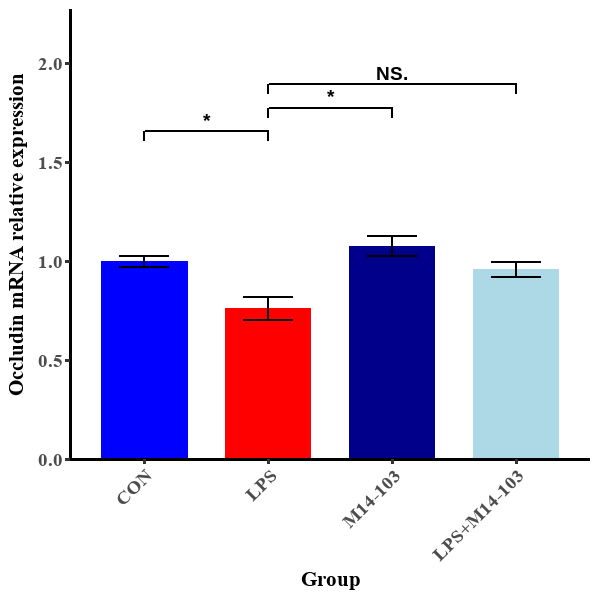 Occludin mRNA relative expression
2.0
1.5
1.0
0.5
0.0
NS.
*
*
CON
LPS
M14-103
LPS+M14-103
Group